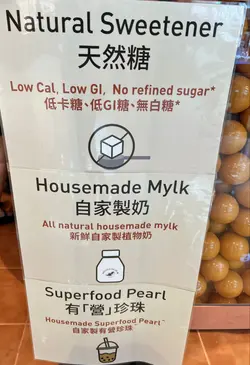 Natural Sweetener
天然糖
Low Cal, Low GI, No refined sugar*
低卡糖、低GI糖、無白糖*
Housemade Mylk
自家製奶
All natural housemade mylk
新鮮自家製植物奶
Superfood Pearl
有「營」珍珠
Housemade Superfood Pearl~
自家製有營珍珠